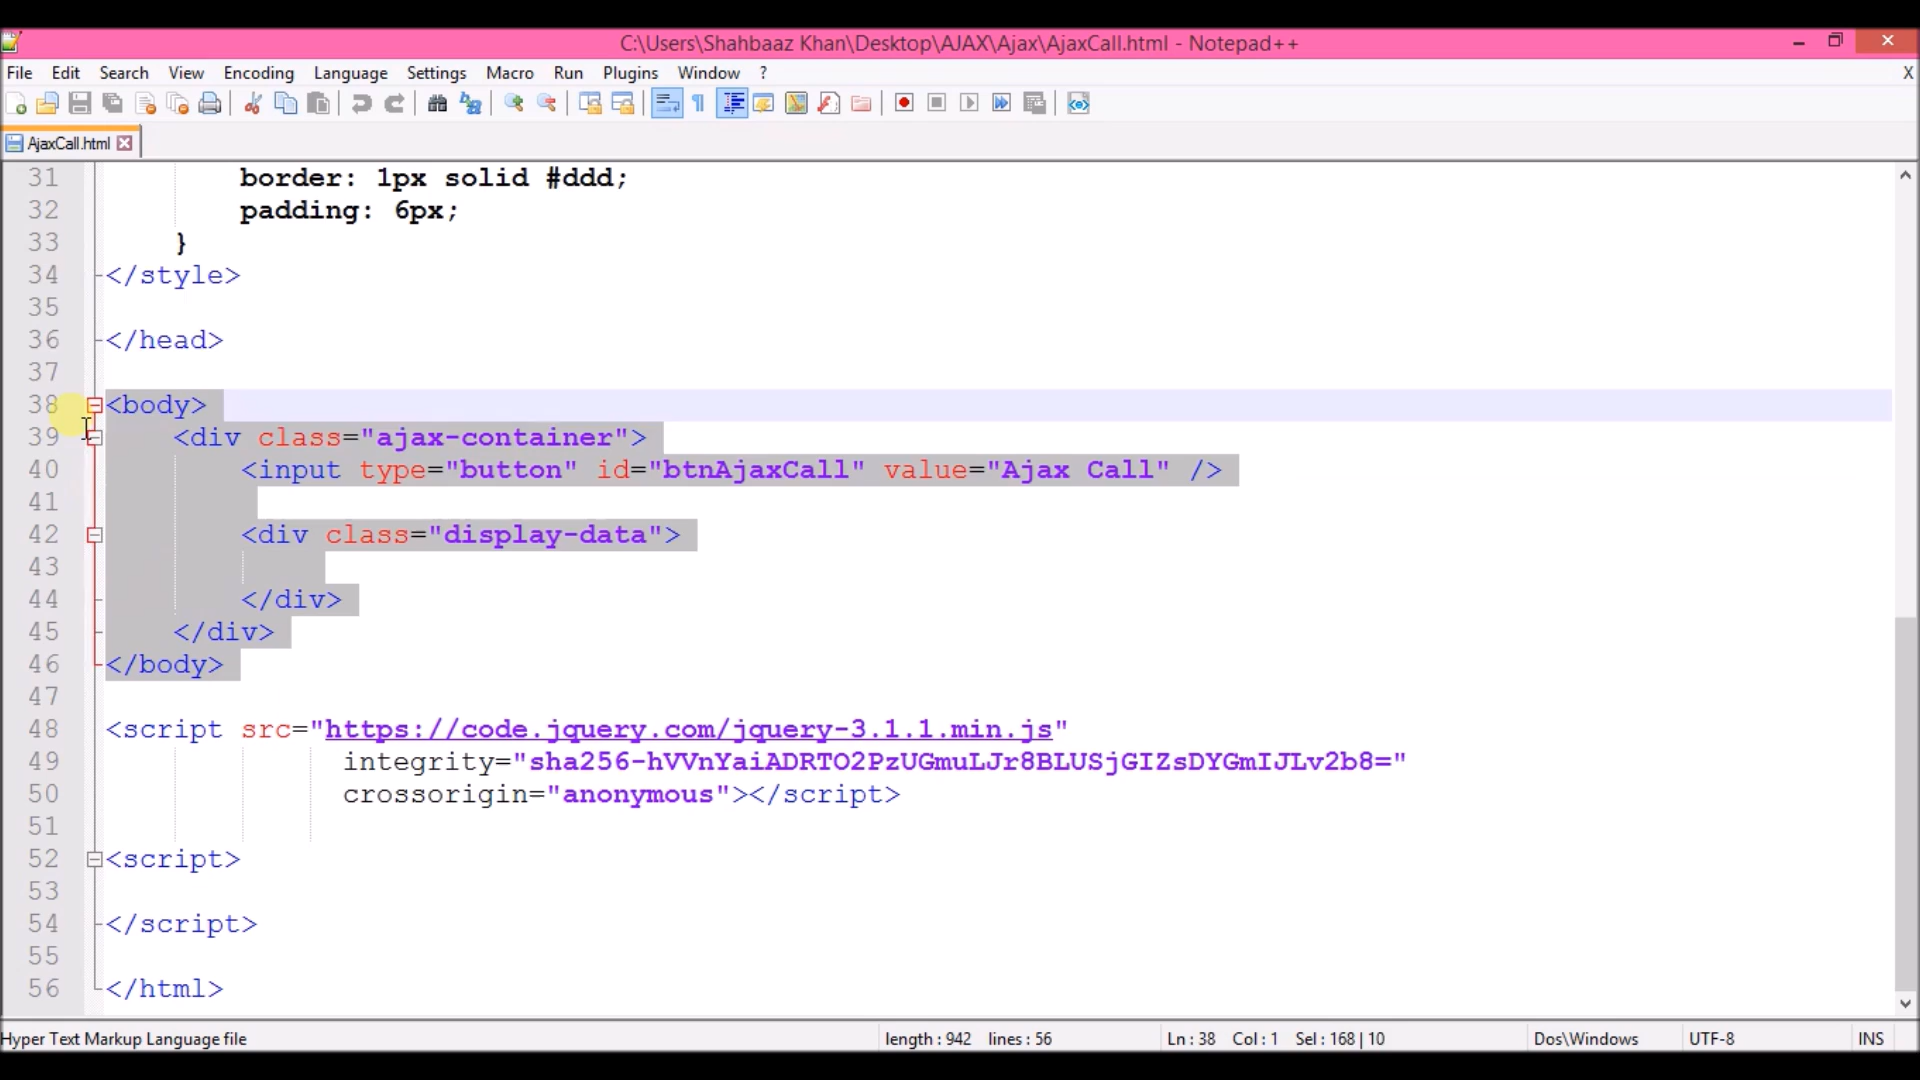 C:\Users\Shahbaaz Khan\Desktop\AJAX\Ajax\AjaxCall.html - Notepad++
File Edit Search View Encoding Language Settings Macro Run Plugins Window ? X
AjaxCall.html
31 border: 1px solid #ddd;
32 padding: 6px;
33 }
34 </style>
35
36 </head>
37
38 <body>
39 <div class="ajax-container">
40 <input type="button" id="btnAjaxCall" value="Ajax Call" />
41
42 <div class="display-data">
43
44 </div>
45 </div>
46 </body>
47
48 <script src="https://code.jquery.com/jquery-3.1.1.min.js"
49 integrity="sha256-hVVnYaiADRTO2PzUGmuLJr8BLUSjGIZsDYGmIJLv2b8="
50 crossorigin="anonymous"></script>
51
52 <script>
53
54 </script>
55
56 </html>
Hyper Text Markup Language file length : 942 lines : 56 Ln : 38 Col : 1 Sel : 168 | 10 Dos\Windows UTF-8 INS